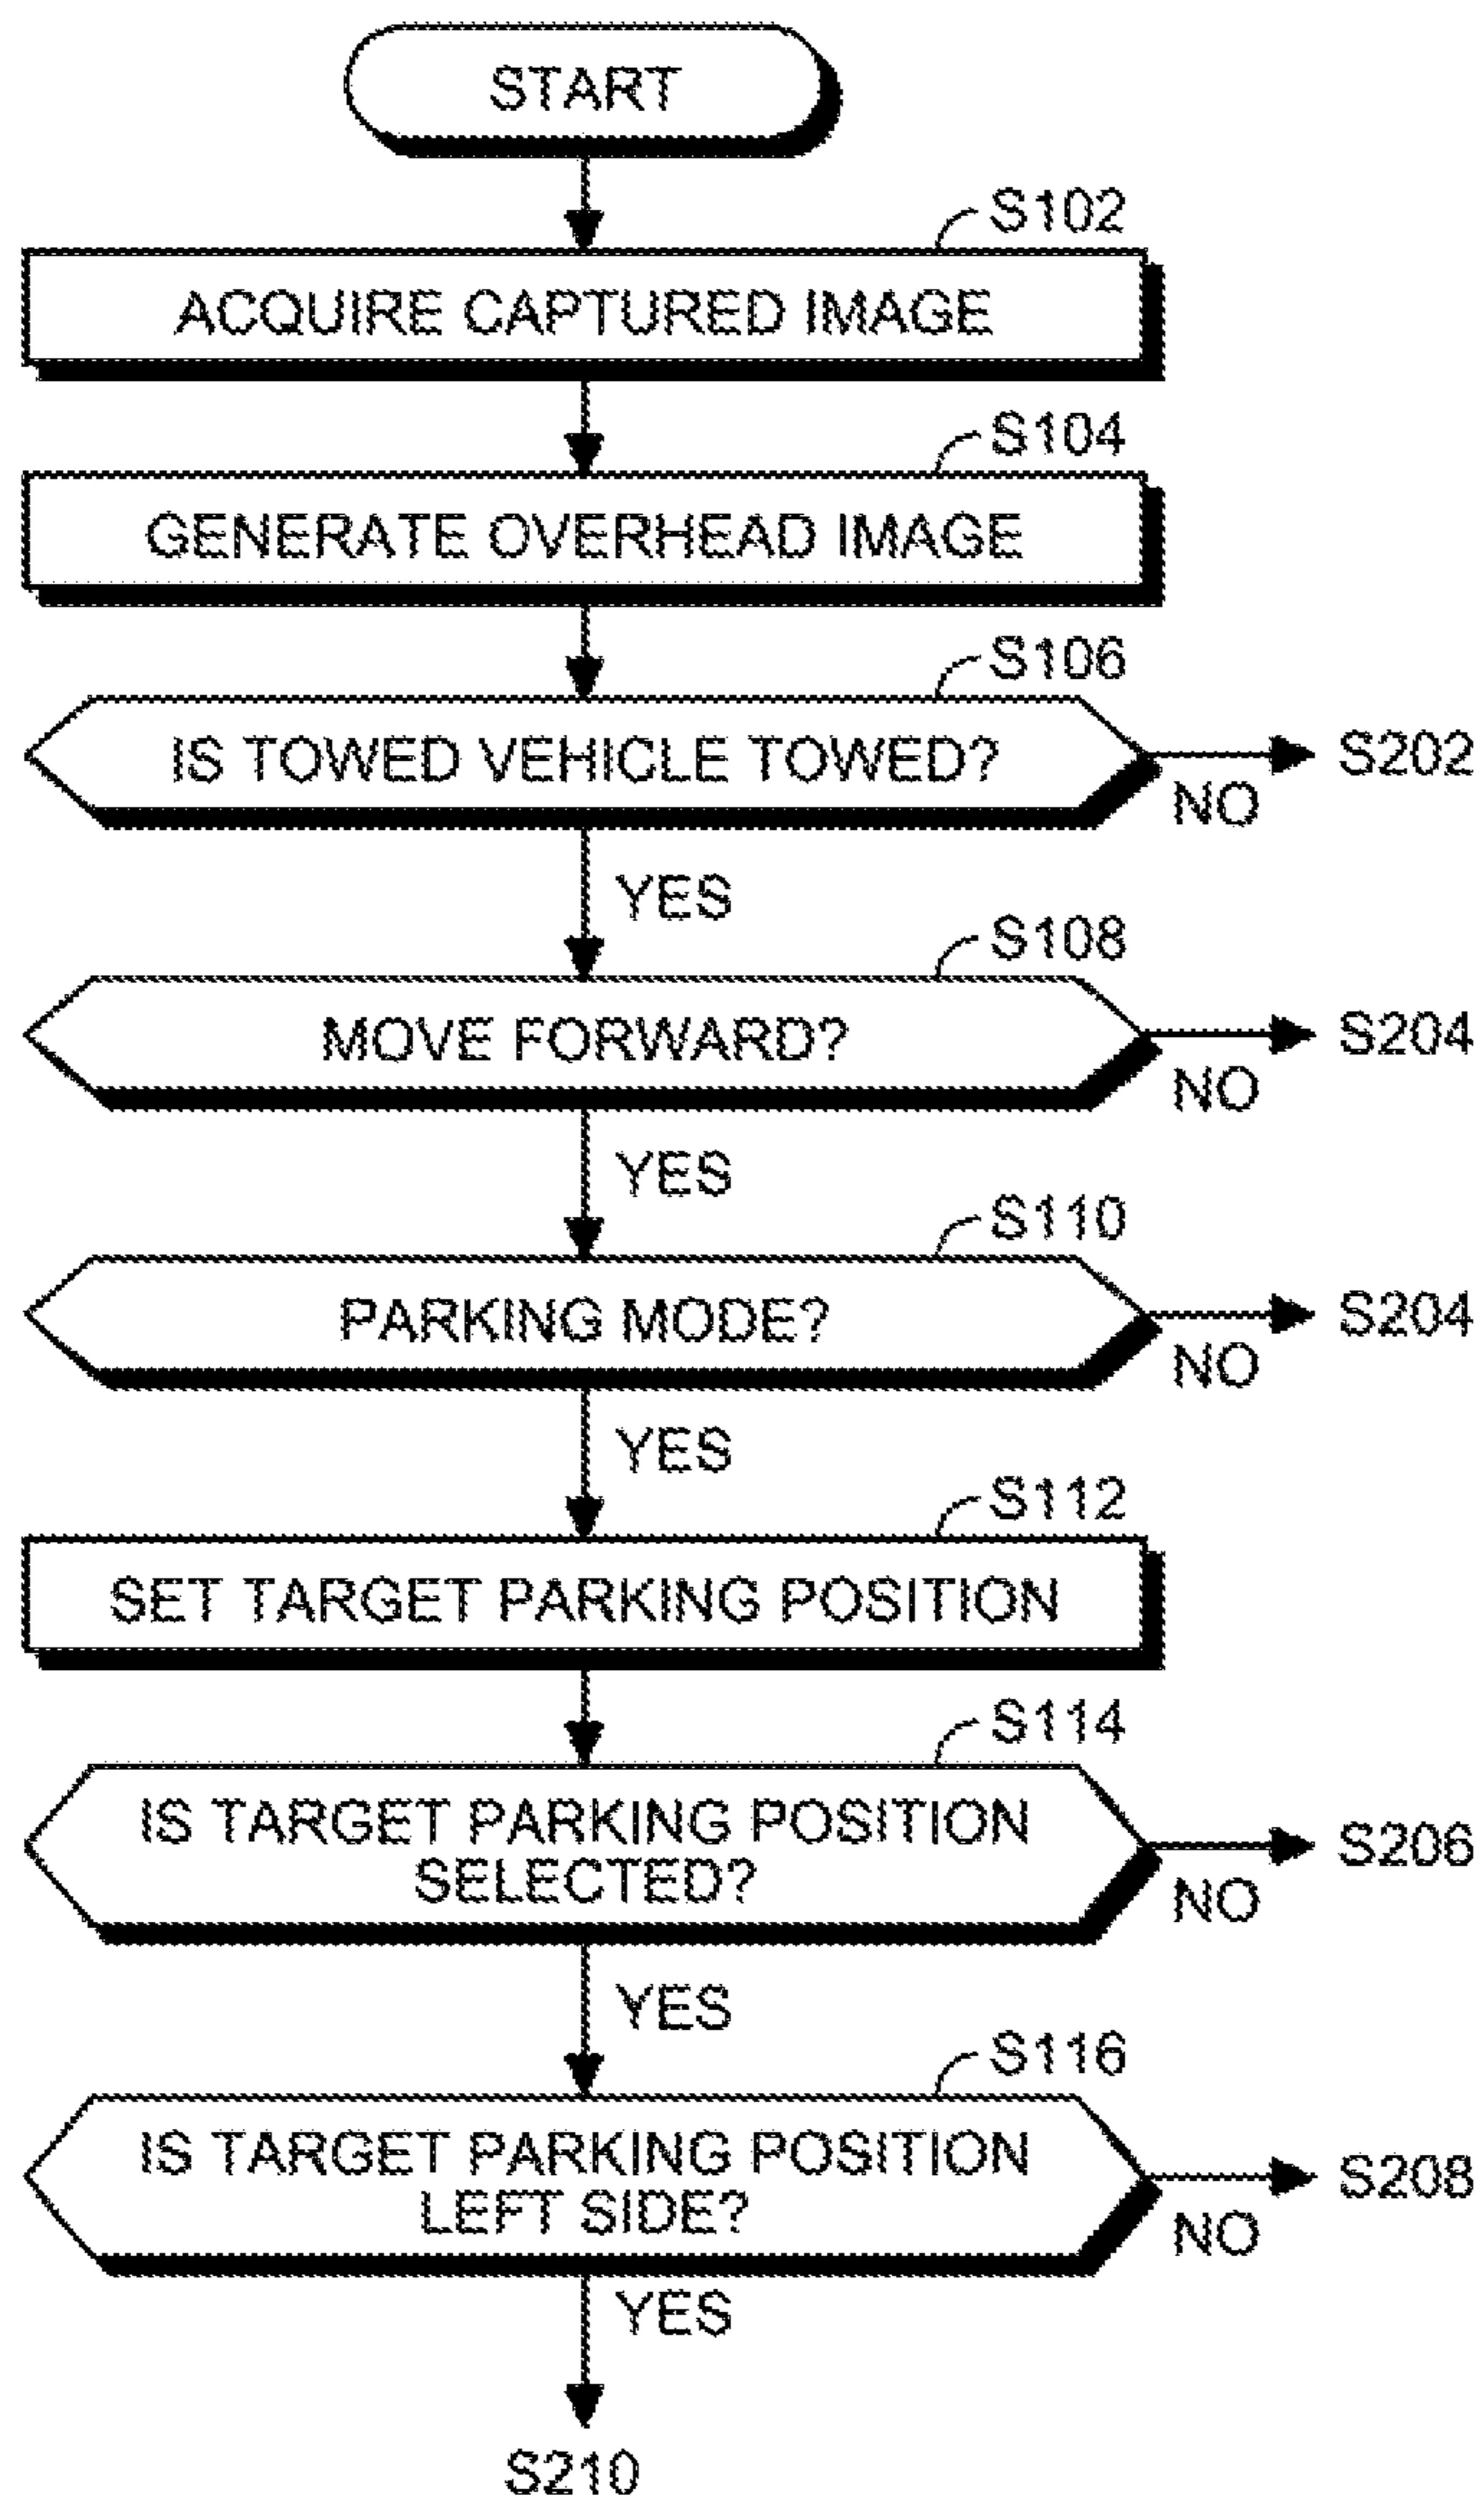 START
S102
ACQUIRE CAPTURED IMAGE
S104
GENERATE OVERHEAD IMAGE
S106
IS TOWED VEHICLE TOWED?
S202
NO
YES
S108
MOVE FORWARD?
S204
NO
YES
S110
PARKING MODE?
S204
NO
YES
S112
SET TARGET PARKING POSITION
S114
IS TARGET PARKING POSITION
SELECTED?
S206
NO
YES
S116
IS TARGET PARKING POSITION
LEFT SIDE?
S208
NO
YES
S210